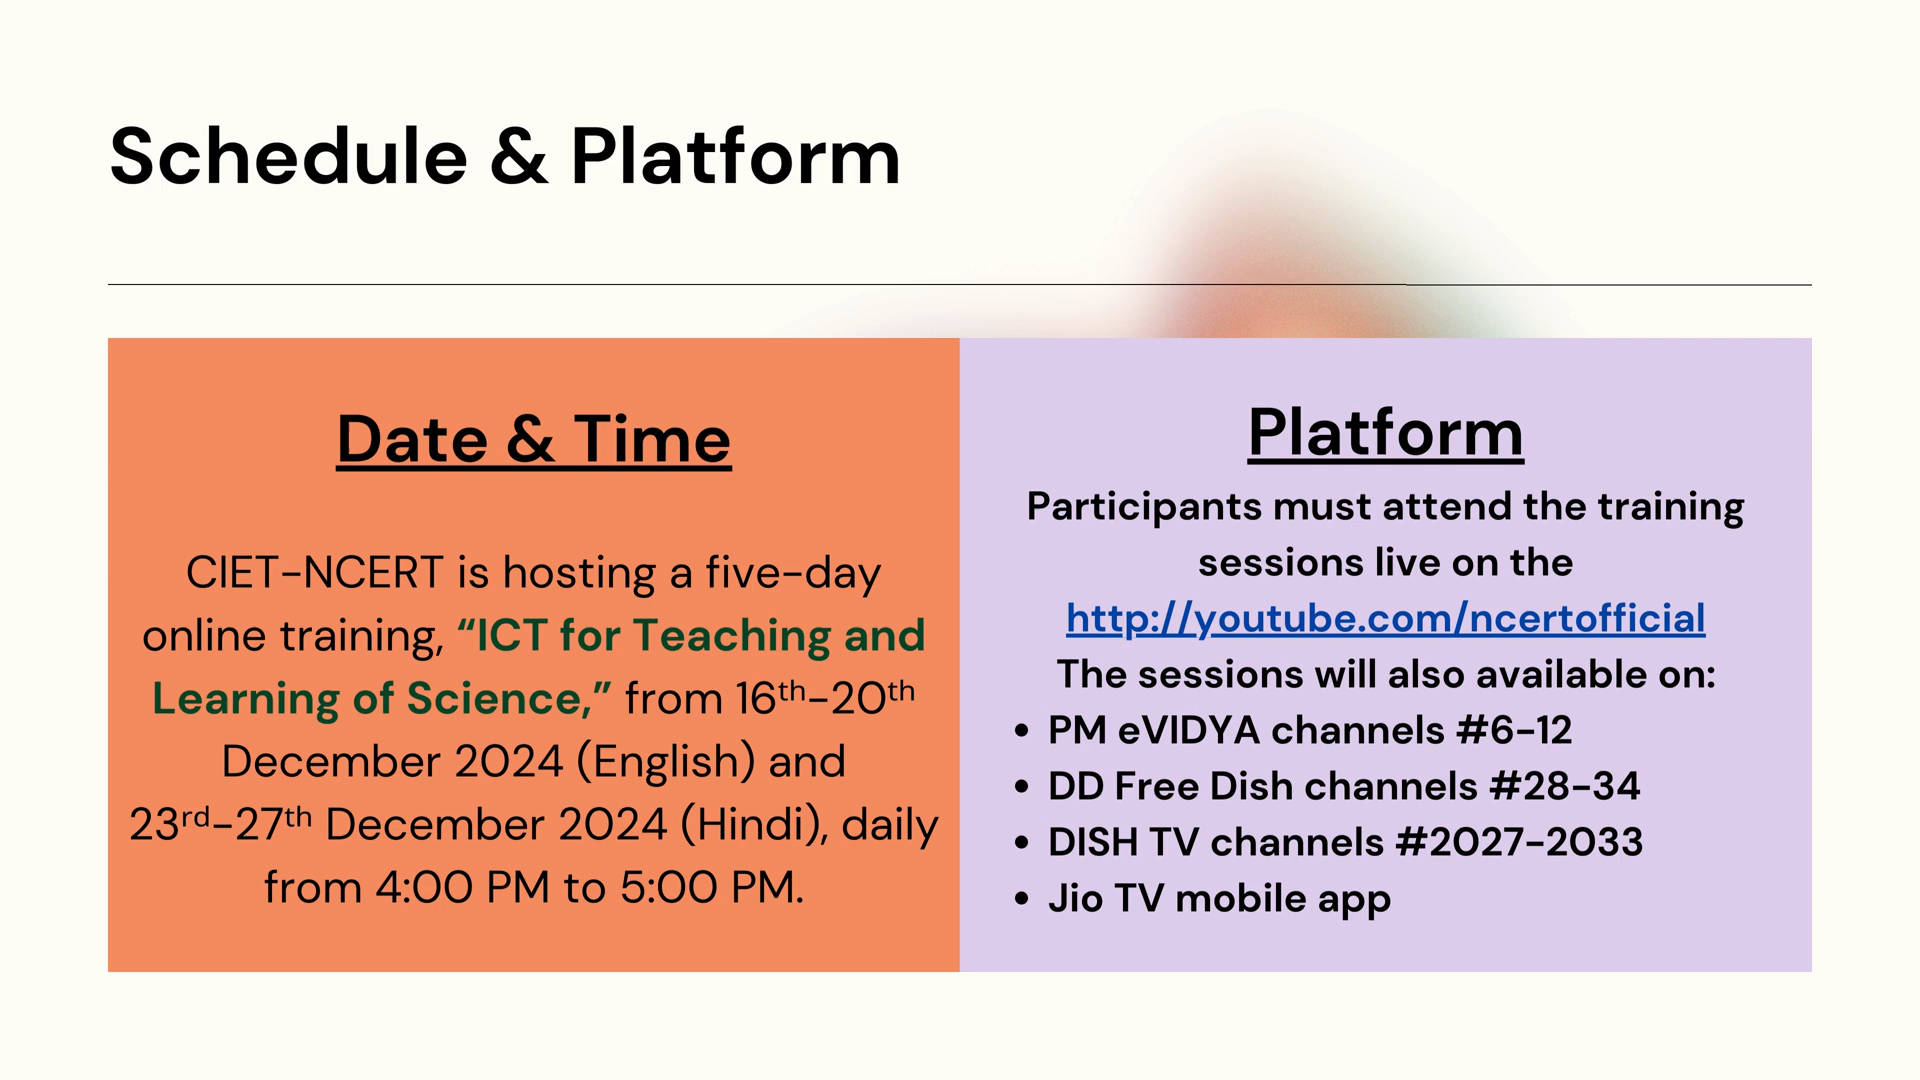 Schedule & Platform
Date & Time
CIET-NCERT is hosting a five-day
online training, “ICT for Teaching and
Learning of Science,” from 16th-20th
December 2024 (English) and
23rd-27th December 2024 (Hindi), daily
from 4:00 PM to 5:00 PM.
Platform
Participants must attend the training
sessions live on the
http://youtube.com/ncertofficial
The sessions will also available on:
• PM eVIDYA channels #6-12
• DD Free Dish channels #28-34
• DISH TV channels #2027-2033
• Jio TV mobile app